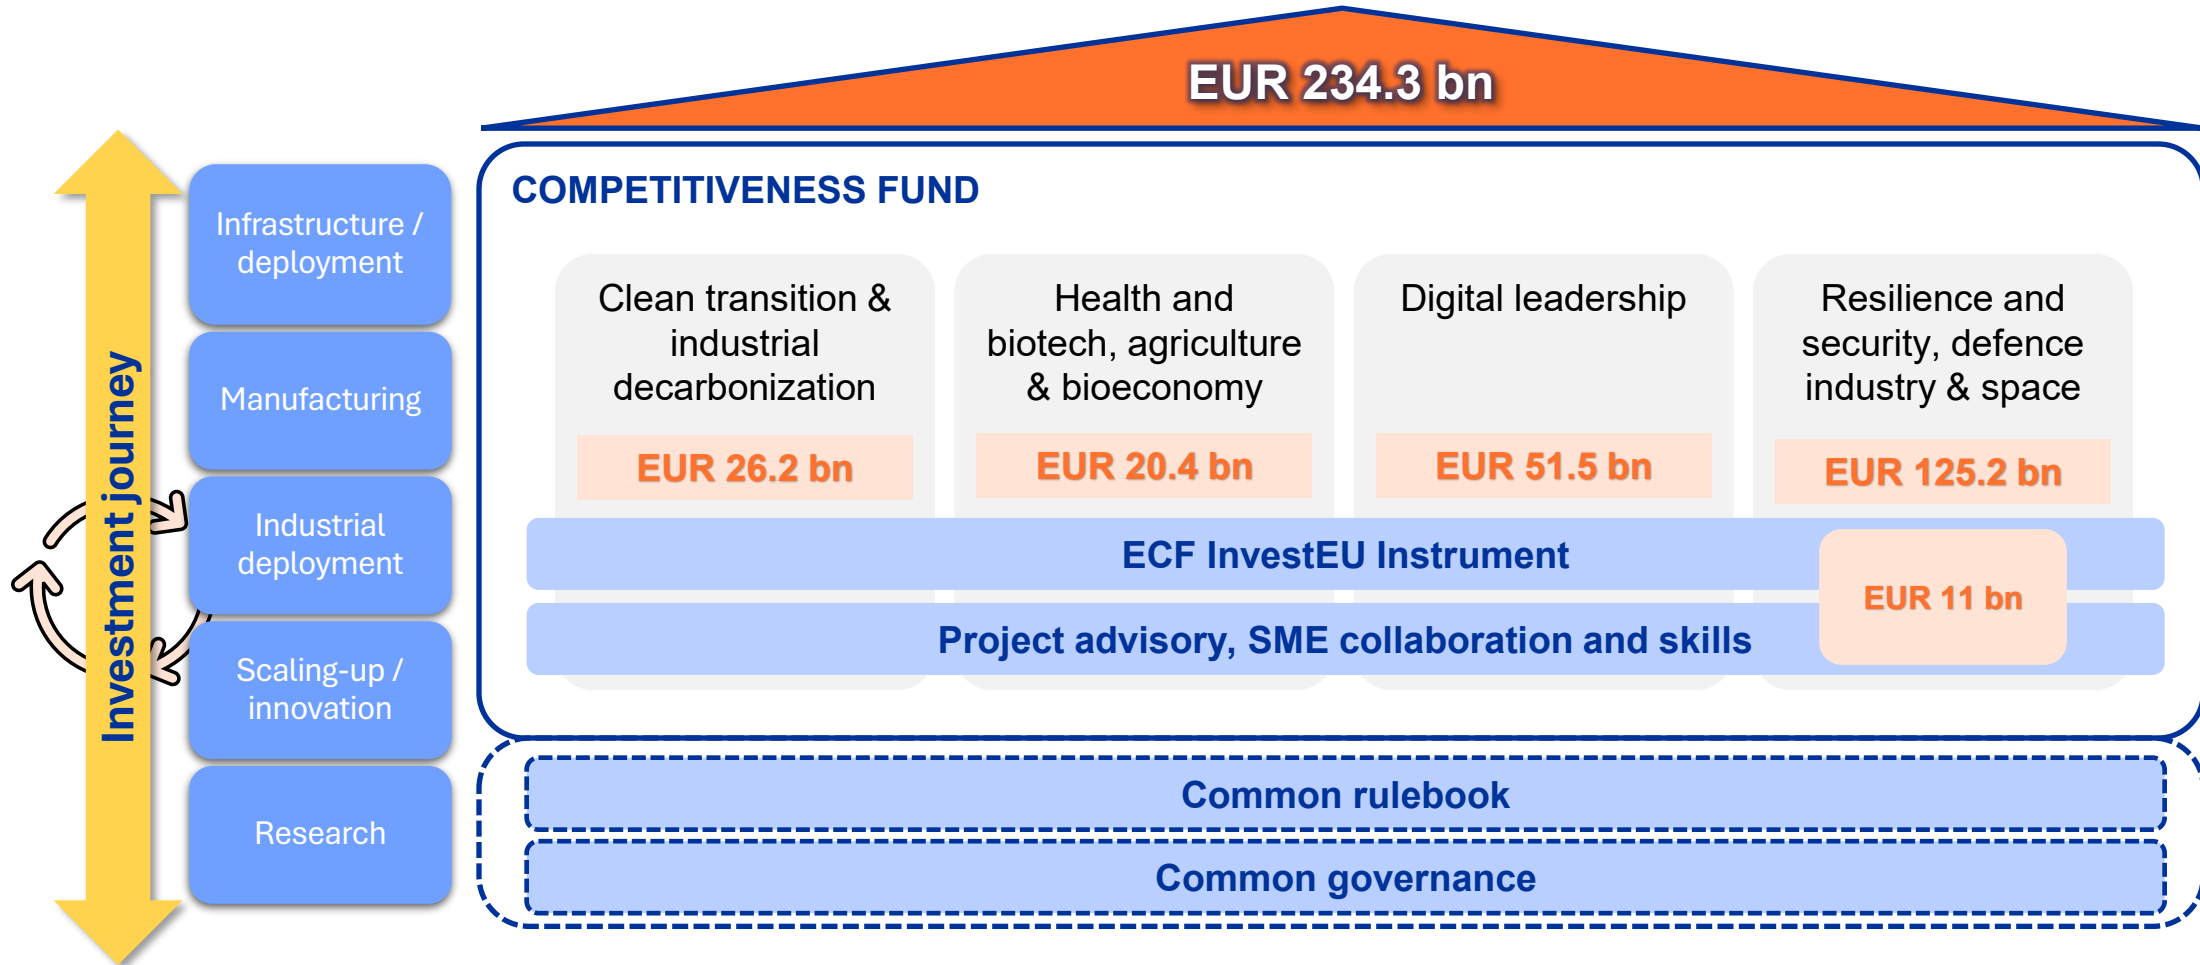 EUR 234.3 bn
Investment journey
Infrastructure /
deployment
Manufacturing
Industrial
deployment
Scaling-up /
innovation
Research
COMPETITIVENESS FUND
Clean transition &
industrial
decarbonization
EUR 26.2 bn
Health and
biotech, agriculture
& bioeconomy
EUR 20.4 bn
Digital leadership
EUR 51.5 bn
Resilience and
security, defence
industry & space
EUR 125.2 bn
ECF InvestEU Instrument
Project advisory, SME collaboration and skills
EUR 11 bn
Common rulebook
Common governance